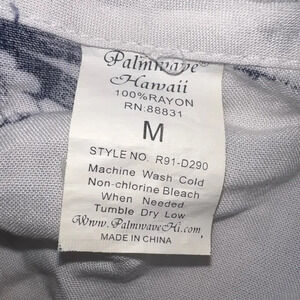 Palmwave
Hawaii
100%RAYON
RN:88831
M
STYLE NO. R91-D290
Machine Wash Cold
Non-chlorine Bleach
When Needed
Tumble Dry Low
Www.PalmwaveHi.com
MADE IN CHINA